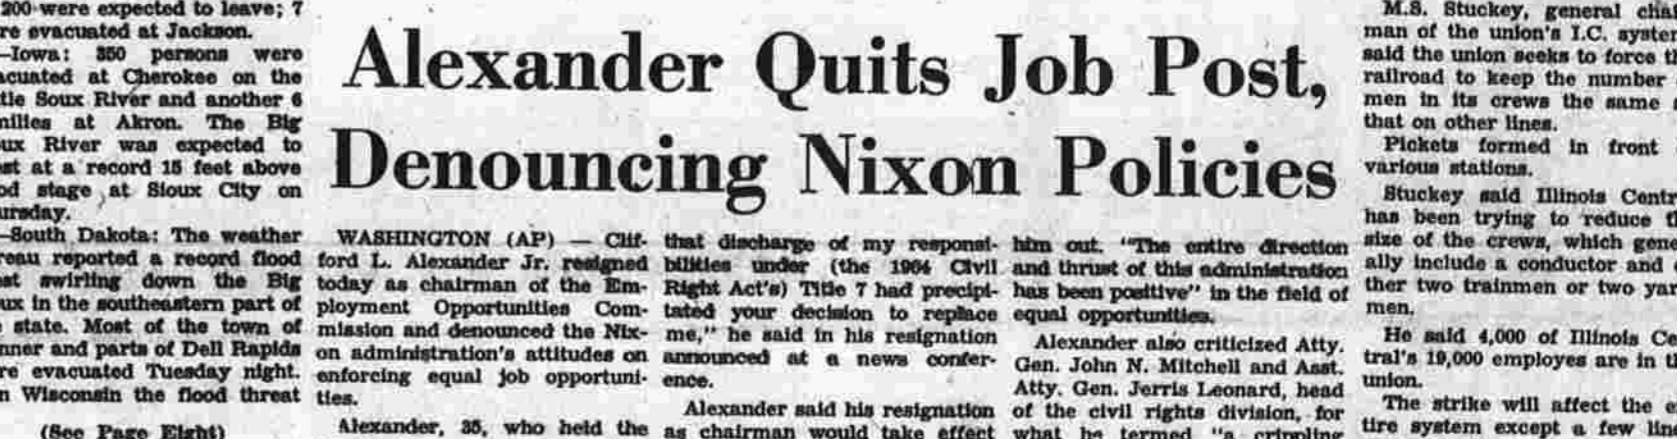 200 were expected to leave; 7
re evacuated at Jackson.
—Iowa: 350 persons were
acuated at Cherokee on the
tle Soux River and another 6
milies at Akron. The Big
ux River was expected to
est at a record 15 feet above
od stage at Sioux City on
ursday.
—South Dakota: The weather
reau reported a record flood
est swirling down the Big
ux in the southeastern part of
state. Most of the town of
nner and parts of Dell Rapids
re evacuated Tuesday night.
n Wisconsin the flood threat
(See Page Eight)
Alexander Quits Job Post,
Denouncing Nixon Policies
WASHINGTON (AP) — Clif-
ford L. Alexander Jr. resigned
today as chairman of the Em-
ployment Opportunities Com-
mission and denounced the Nix-
on administration's attitudes on
enforcing equal job opportuni-
ties.
Alexander, 35, who held the
that discharge of my responsi-
bilities under (the 1964 Civil
Right Act's) Title 7 had precipi-
tated your decision to replace
me," he said in his resignation
announced at a news confer-
ence.
Alexander said his resignation
as chairman would take effect
him out. "The entire direction
and thrust of this administration
has been positive" in the field of
equal opportunities.
Alexander also criticized Atty.
Gen. John N. Mitchell and Asst.
Atty. Gen. Jerris Leonard, head
of the civil rights division, for
what he termed "a crippling
M.S. Stuckey, general chai
man of the union's I.C. syste
said the union seeks to force t
railroad to keep the number
men in its crews the same
that on other lines.
Pickets formed in front
various stations.
Stuckey said Illinois Centr
has been trying to reduce
size of the crews, which gene
ally include a conductor and
ther two trainmen or two yar
men.
He said 4,000 of Illinois Ce
tral's 19,000 employes are in t
union.
The strike will affect the e
tire system except a few lin